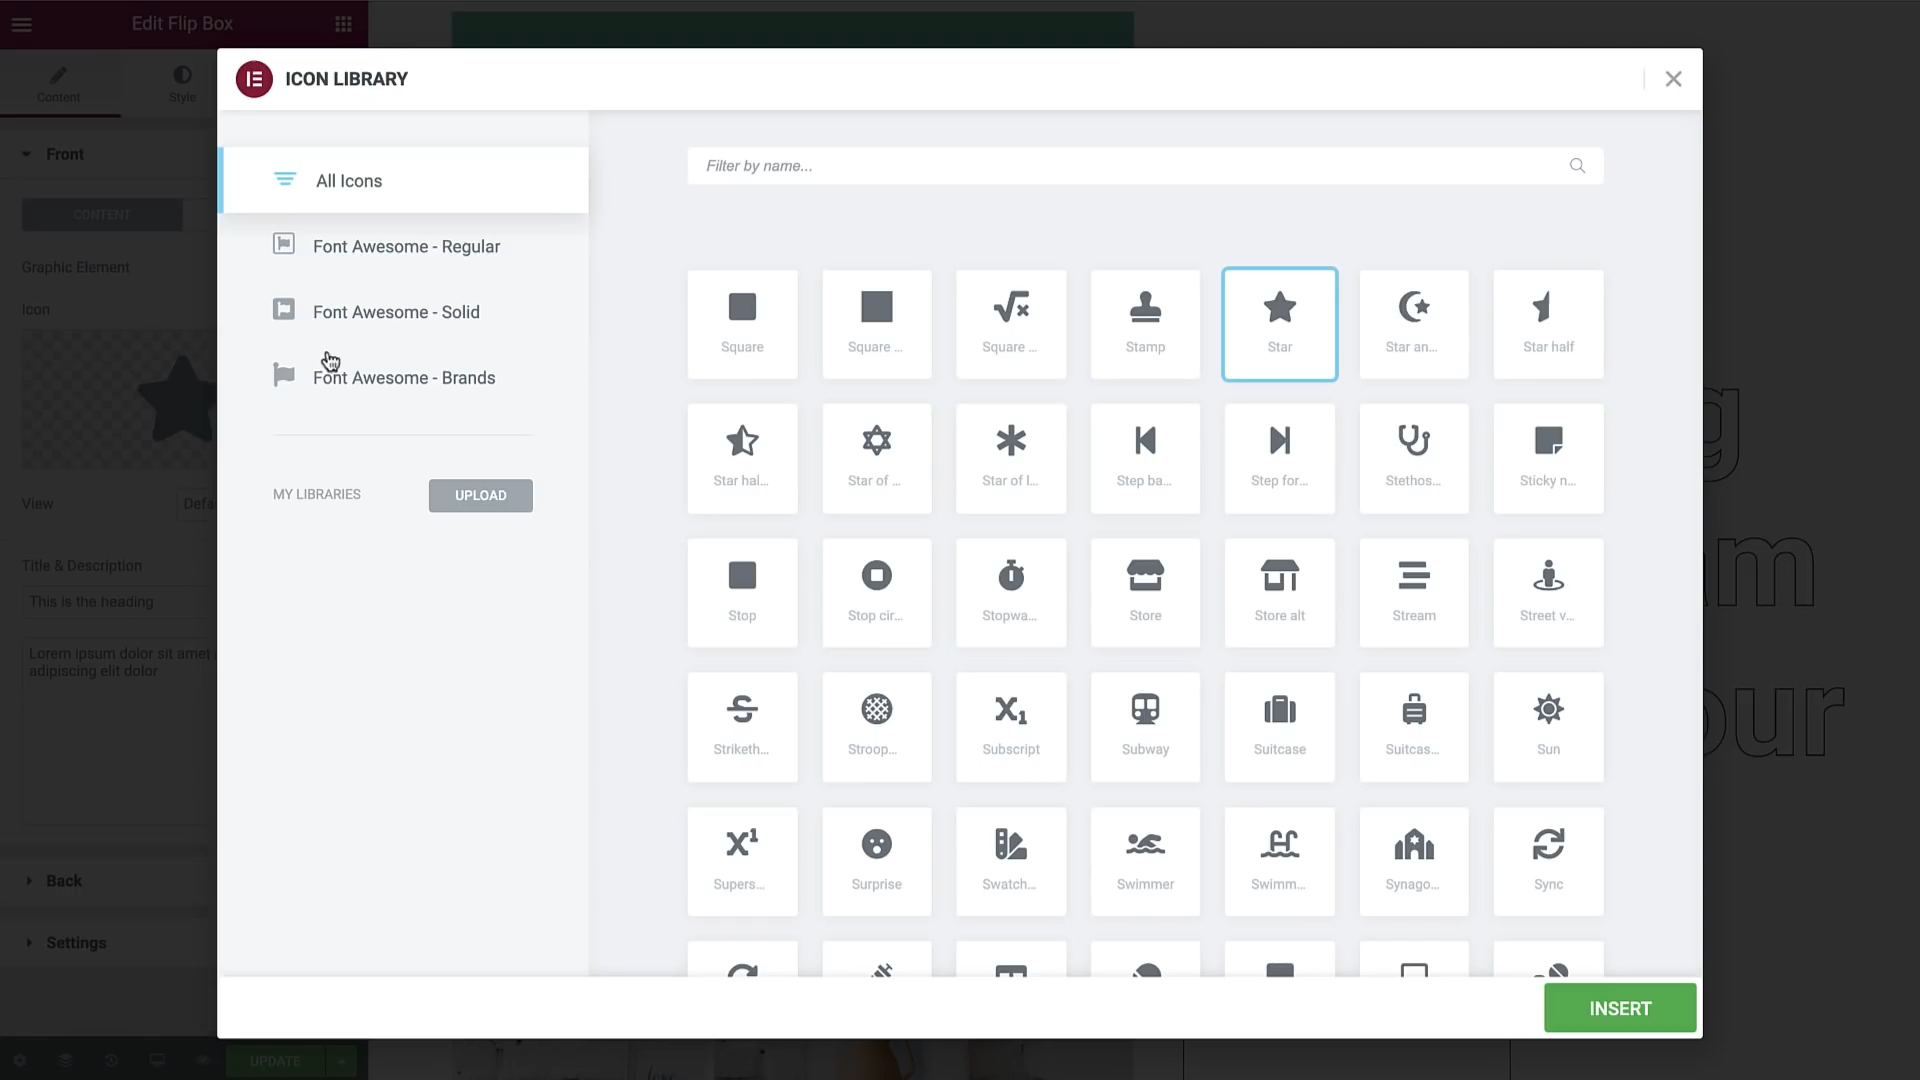 Edit Flip Box
Content
Style
Front
CONTENT
Graphic Element
Icon
View
Title & Description
This is the heading
Lorem ipsum dolor sit amet
adipiscing elit dolor
Back
Settings
UPDATE
ICON LIBRARY
All Icons
Font Awesome - Regular
Font Awesome - Solid
Font Awesome - Brands
MY LIBRARIES
UPLOAD
Filter by name...
Square
Square ...
Square ...
Stamp
Star
Star an...
Star half
Star hal...
Star of ...
Star of l...
Step ba...
Step for...
Stethos...
Sticky n...
Stop
Stop cir...
Stopwa...
Store
Store alt
Stream
Street v...
Striketh...
Stroop...
Subscript
Subway
Suitcase
Suitcas...
Sun
Supers...
Surprise
Swatch...
Swimmer
Swimm...
Synago...
Sync
INSERT